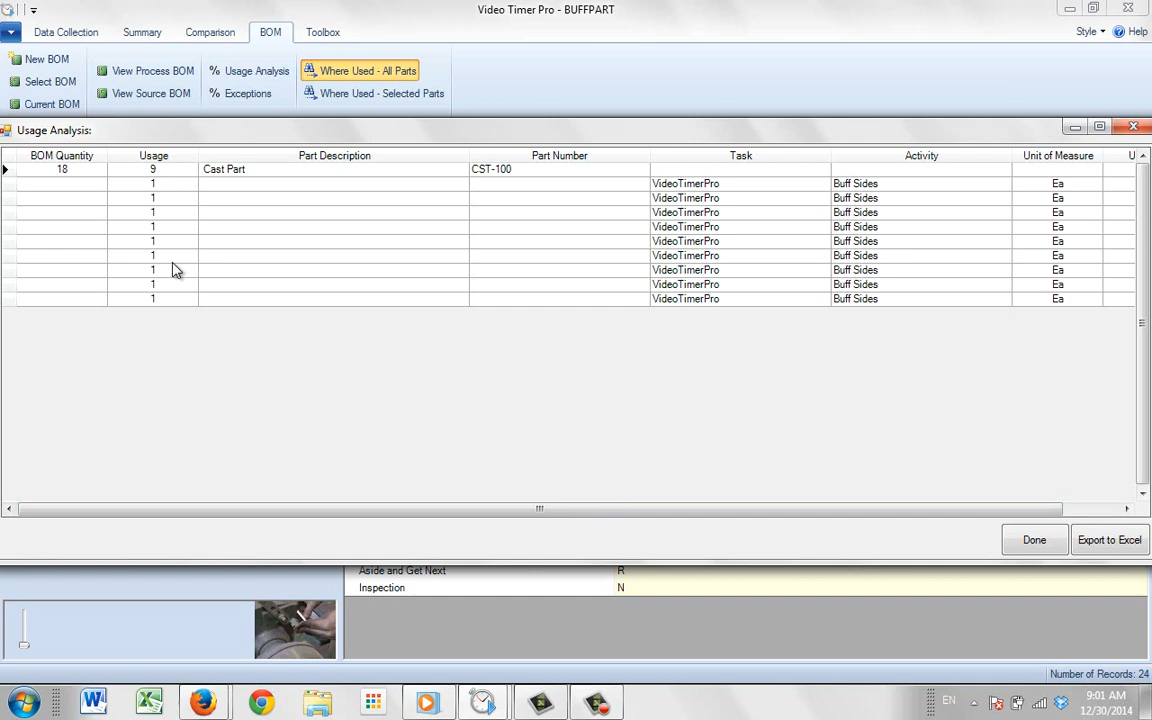 Video Timer Pro - BUFFPART
Data Collection Summary Comparison BOM Toolbox Style Help
New BOM
Select BOM
Current BOM
View Process BOM
View Source BOM
% Usage Analysis
% Exceptions
Where Used - All Parts
Where Used - Selected Parts
Usage Analysis:
BOM Quantity Usage Part Description Part Number Task Activity Unit of Measure U
18 9 Cast Part CST-100
1 VideoTimerPro Buff Sides Ea
1 VideoTimerPro Buff Sides Ea
1 VideoTimerPro Buff Sides Ea
1 VideoTimerPro Buff Sides Ea
1 VideoTimerPro Buff Sides Ea
1 VideoTimerPro Buff Sides Ea
1 VideoTimerPro Buff Sides Ea
1 VideoTimerPro Buff Sides Ea
1 VideoTimerPro Buff Sides Ea
Done Export to Excel
Aside and Get Next R
Inspection N
Number of Records: 24
EN 9:01 AM
12/30/2014